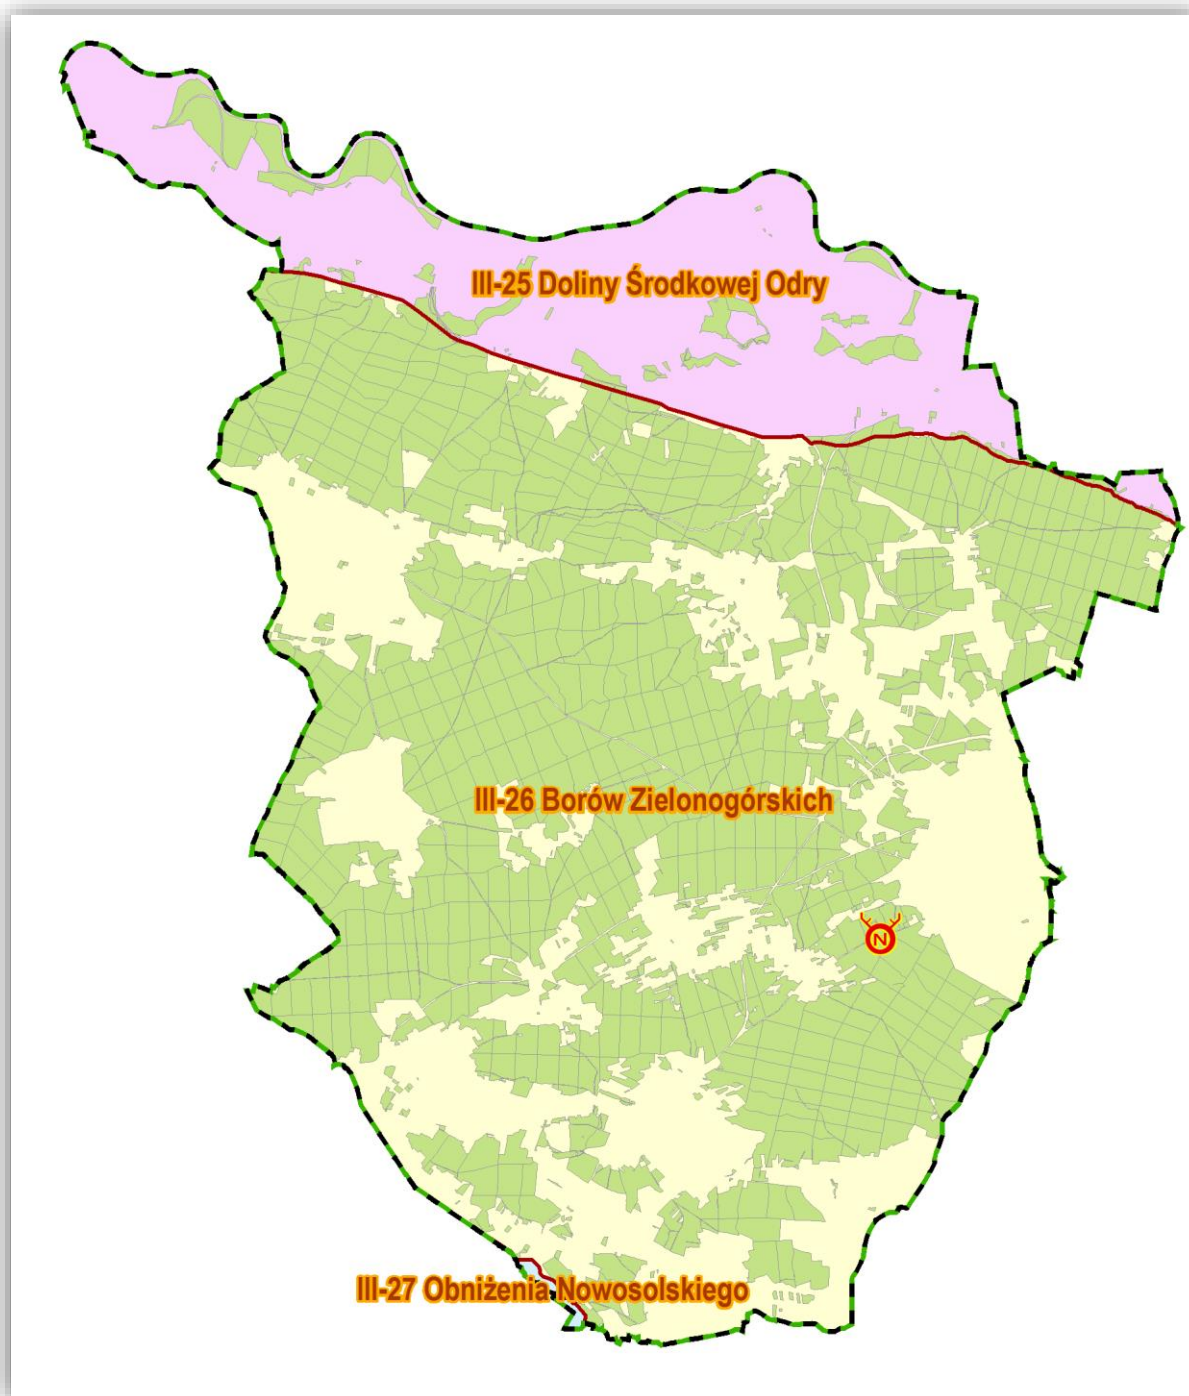 III-25 Doliny Środkowej Odry
III-26 Borów Zielonogórskich
N
III-27 Obniżenia Nowosolskiego